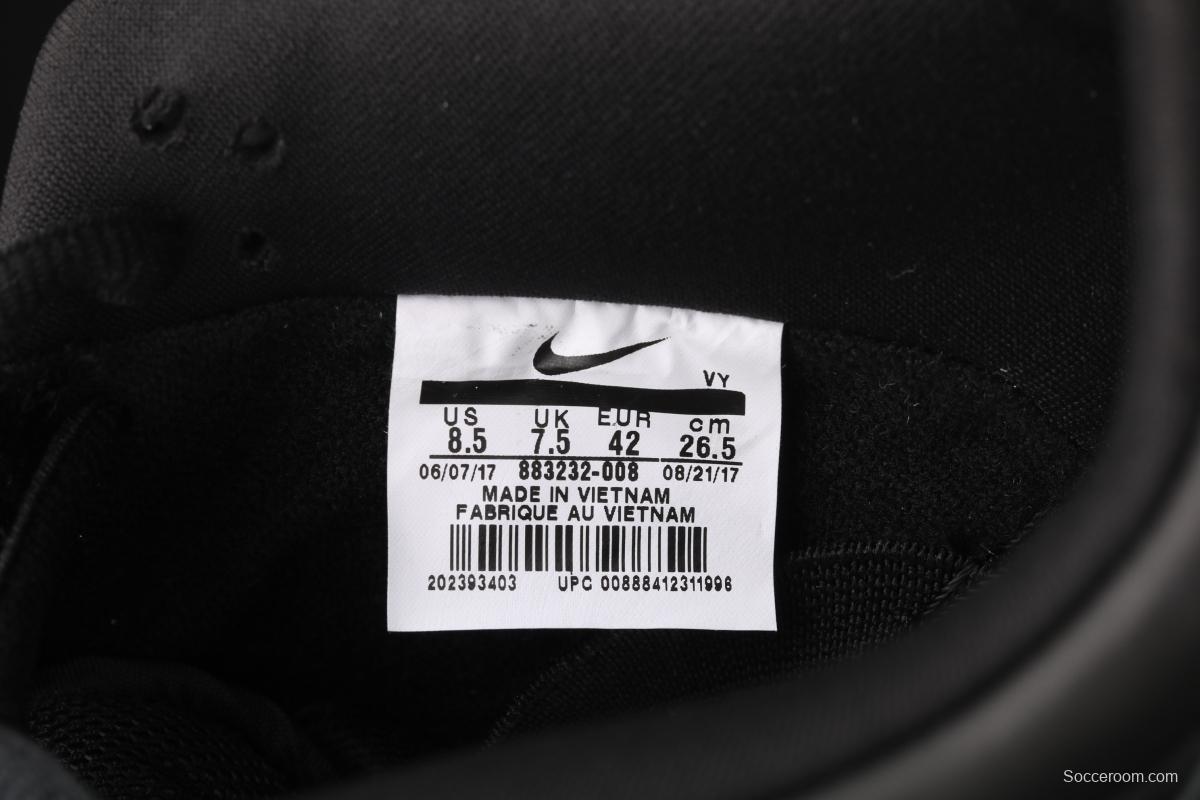 VY
US UK EUR cm
8.5 7.5 42 26.5
06/07/17 883232-008 08/21/17
MADE IN VIETNAM
FABRIQUE AU VIETNAM
202393403 UPC 00888412311996
Socceroom.com